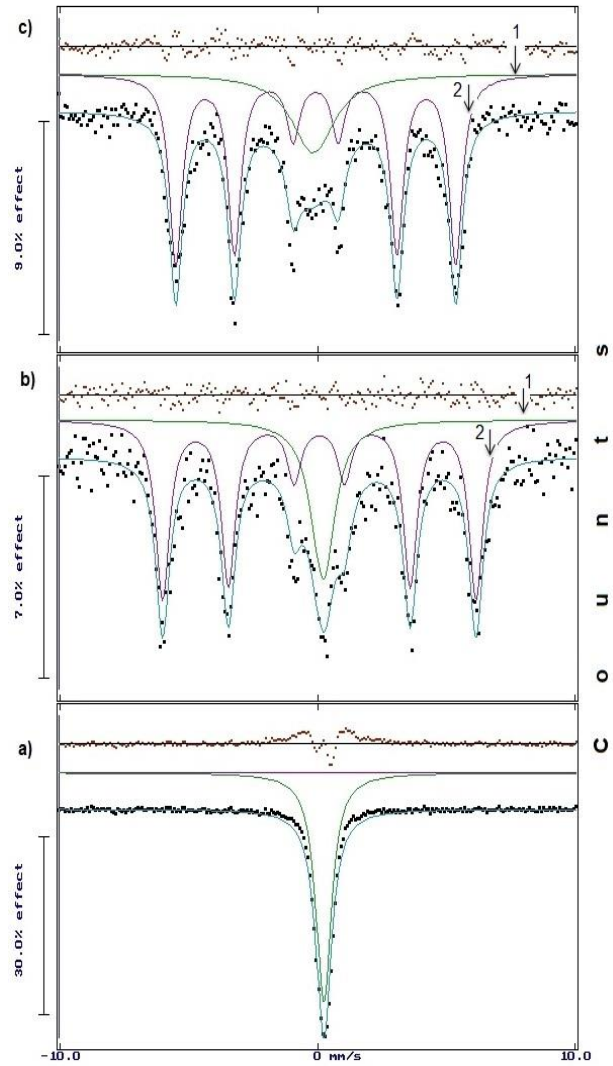 c)
1
2
9.0% effect
b)
1
2
7.0% effect
a)
30.0% effect
-10.0 0 mm/s 10.0
C o u n t s